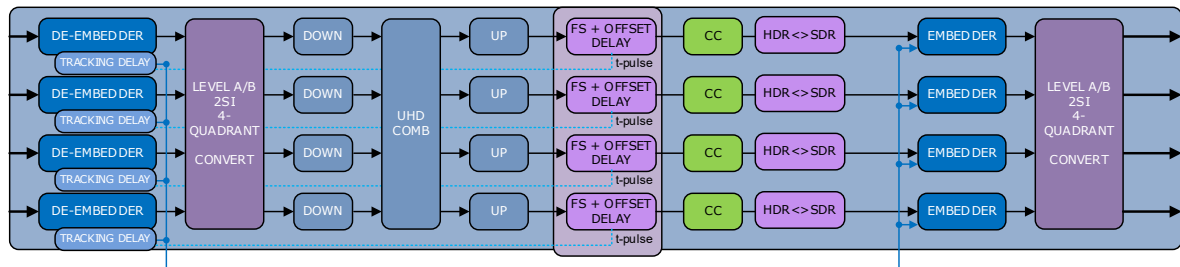 DE-EMBEDDER
TRACKING DELAY
DE-EMBEDDER
TRACKING DELAY
DE-EMBEDDER
TRACKING DELAY
DE-EMBEDDER
TRACKING DELAY
LEVEL A/B
2SI
4-
QUADRANT
CONVERT
DOWN
DOWN
DOWN
DOWN
UHD
COMB
UP
UP
UP
UP
FS + OFFSET
DELAY
t-pulse
FS + OFFSET
DELAY
t-pulse
FS + OFFSET
DELAY
t-pulse
FS + OFFSET
DELAY
t-pulse
CC
CC
CC
CC
HDR<>SDR
HDR<>SDR
HDR<>SDR
HDR<>SDR
EMBEDDER
EMBEDDER
EMBEDDER
EMBEDDER
LEVEL A/B
2SI
4-
QUADRANT
CONVERT